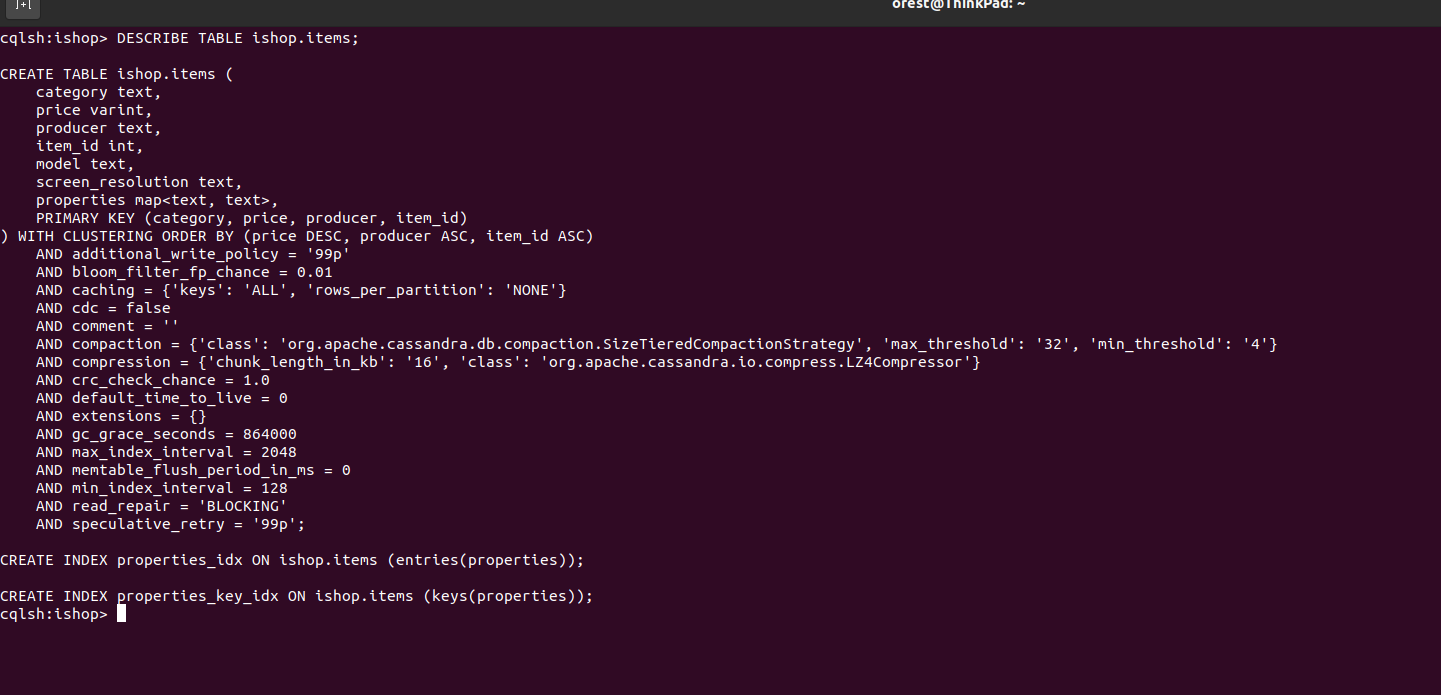 orest@ThinkPad: ~
cqlsh:ishop> DESCRIBE TABLE ishop.items;
CREATE TABLE ishop.items (
    category text,
    price varint,
    producer text,
    item_id int,
    model text,
    screen_resolution text,
    properties map<text, text>,
    PRIMARY KEY (category, price, producer, item_id)
) WITH CLUSTERING ORDER BY (price DESC, producer ASC, item_id ASC)
    AND additional_write_policy = '99p'
    AND bloom_filter_fp_chance = 0.01
    AND caching = {'keys': 'ALL', 'rows_per_partition': 'NONE'}
    AND cdc = false
    AND comment = ''
    AND compaction = {'class': 'org.apache.cassandra.db.compaction.SizeTieredCompactionStrategy', 'max_threshold': '32', 'min_threshold': '4'}
    AND compression = {'chunk_length_in_kb': '16', 'class': 'org.apache.cassandra.io.compress.LZ4Compressor'}
    AND crc_check_chance = 1.0
    AND default_time_to_live = 0
    AND extensions = {}
    AND gc_grace_seconds = 864000
    AND max_index_interval = 2048
    AND memtable_flush_period_in_ms = 0
    AND min_index_interval = 128
    AND read_repair = 'BLOCKING'
    AND speculative_retry = '99p';
CREATE INDEX properties_idx ON ishop.items (entries(properties));
CREATE INDEX properties_key_idx ON ishop.items (keys(properties));
cqlsh:ishop>